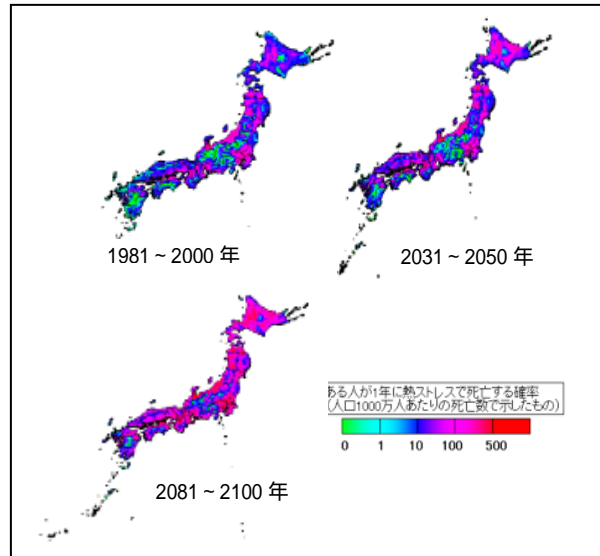 1981 ~ 2000 年
2031 ~ 2050 年
2081 ~ 2100 年
ある人が1年に熱ストレスで死亡する確率
(人口1000万人あたりの死亡数で示したもの)
0 1 10 100 500